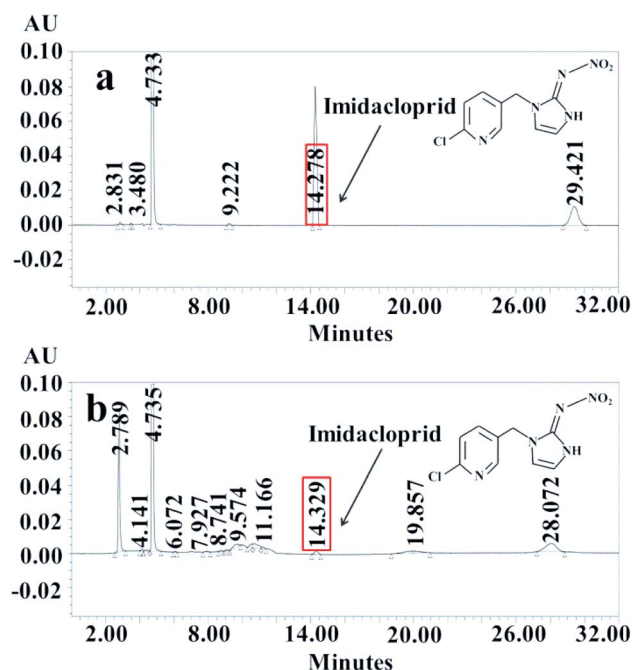 AU
0.10
a
4.733
0.08
Imidacloprid
N
NO₂
N
NH
Cl
N
0.06
0.04
2.831
3.480
9.222
14.278
29.421
0.02
0.00
-0.02
2.00 8.00 14.00 20.00 26.00 32.00
Minutes
AU
0.10
b
2.789
4.735
0.08
Imidacloprid
N
NO₂
N
NH
Cl
N
0.06
0.04
4.141
6.072
7.927
8.741
9.574
11.166
14.329
19.857
28.072
0.02
0.00
-0.02
2.00 8.00 14.00 20.00 26.00 32.00
Minutes